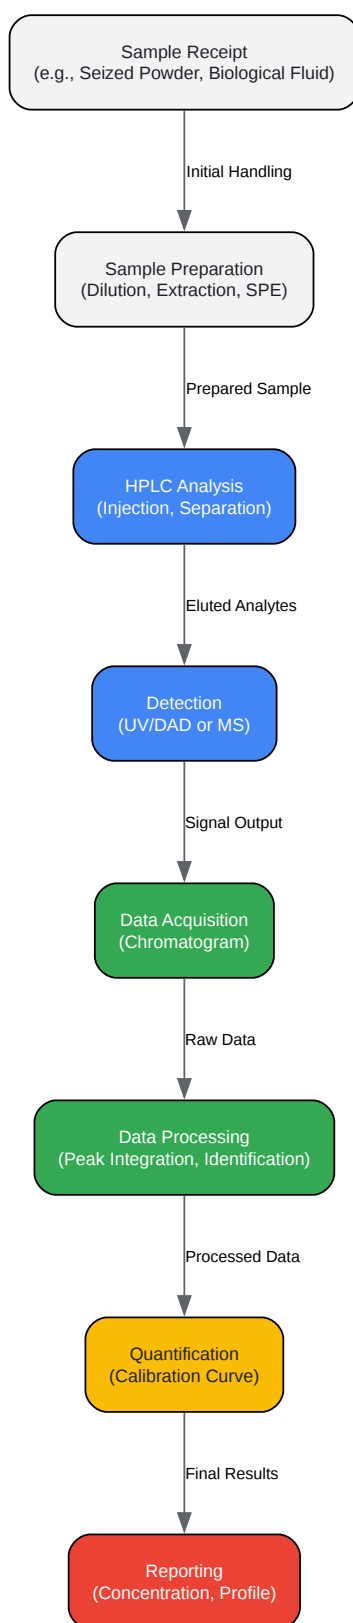 Sample Receipt
(e.g., Seized Powder, Biological Fluid)
Initial Handling
Sample Preparation
(Dilution, Extraction, SPE)
Prepared Sample
HPLC Analysis
(Injection, Separation)
Eluted Analytes
Detection
(UV/DAD or MS)
Signal Output
Data Acquisition
(Chromatogram)
Raw Data
Data Processing
(Peak Integration, Identification)
Processed Data
Quantification
(Calibration Curve)
Final Results
Reporting
(Concentration, Profile)